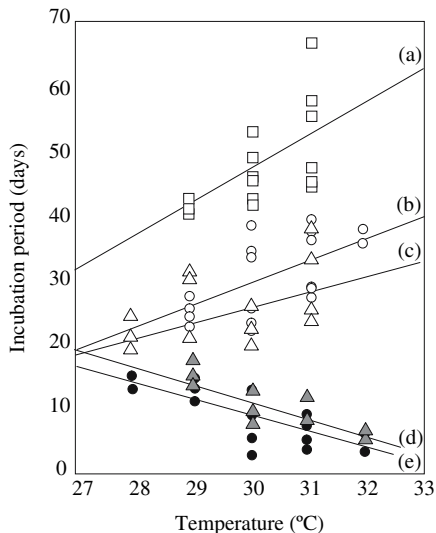 70
(a)
60
50
Incubation period (days)
40
(b)
(c)
30
20
10
(d)
(e)
0
27 28 29 30 31 32 33
Temperature (ºC)